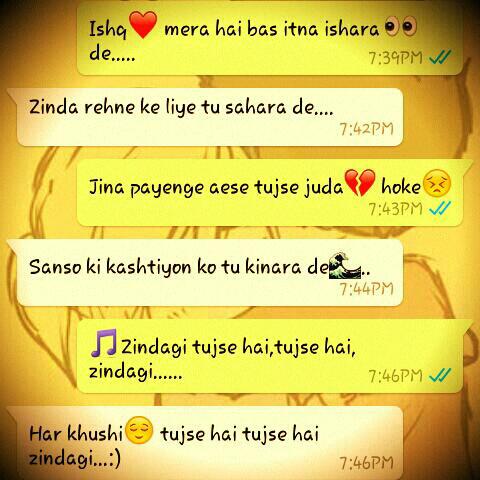 Ishq❤ mera hai bas itna ishara 👀
de.....
7:39PM
Zinda rehne ke liye tu sahara de....
7:42PM
Jina payenge aese tujse juda💔 hoke😣
7:43PM
Sanso ki kashtiyon ko tu kinara de🌊..
7:44PM
🎵Zindagi tujse hai,tujse hai,
zindagi......
7:46PM
Har khushi😌 tujse hai tujse hai
zindagi...:)
7:46PM